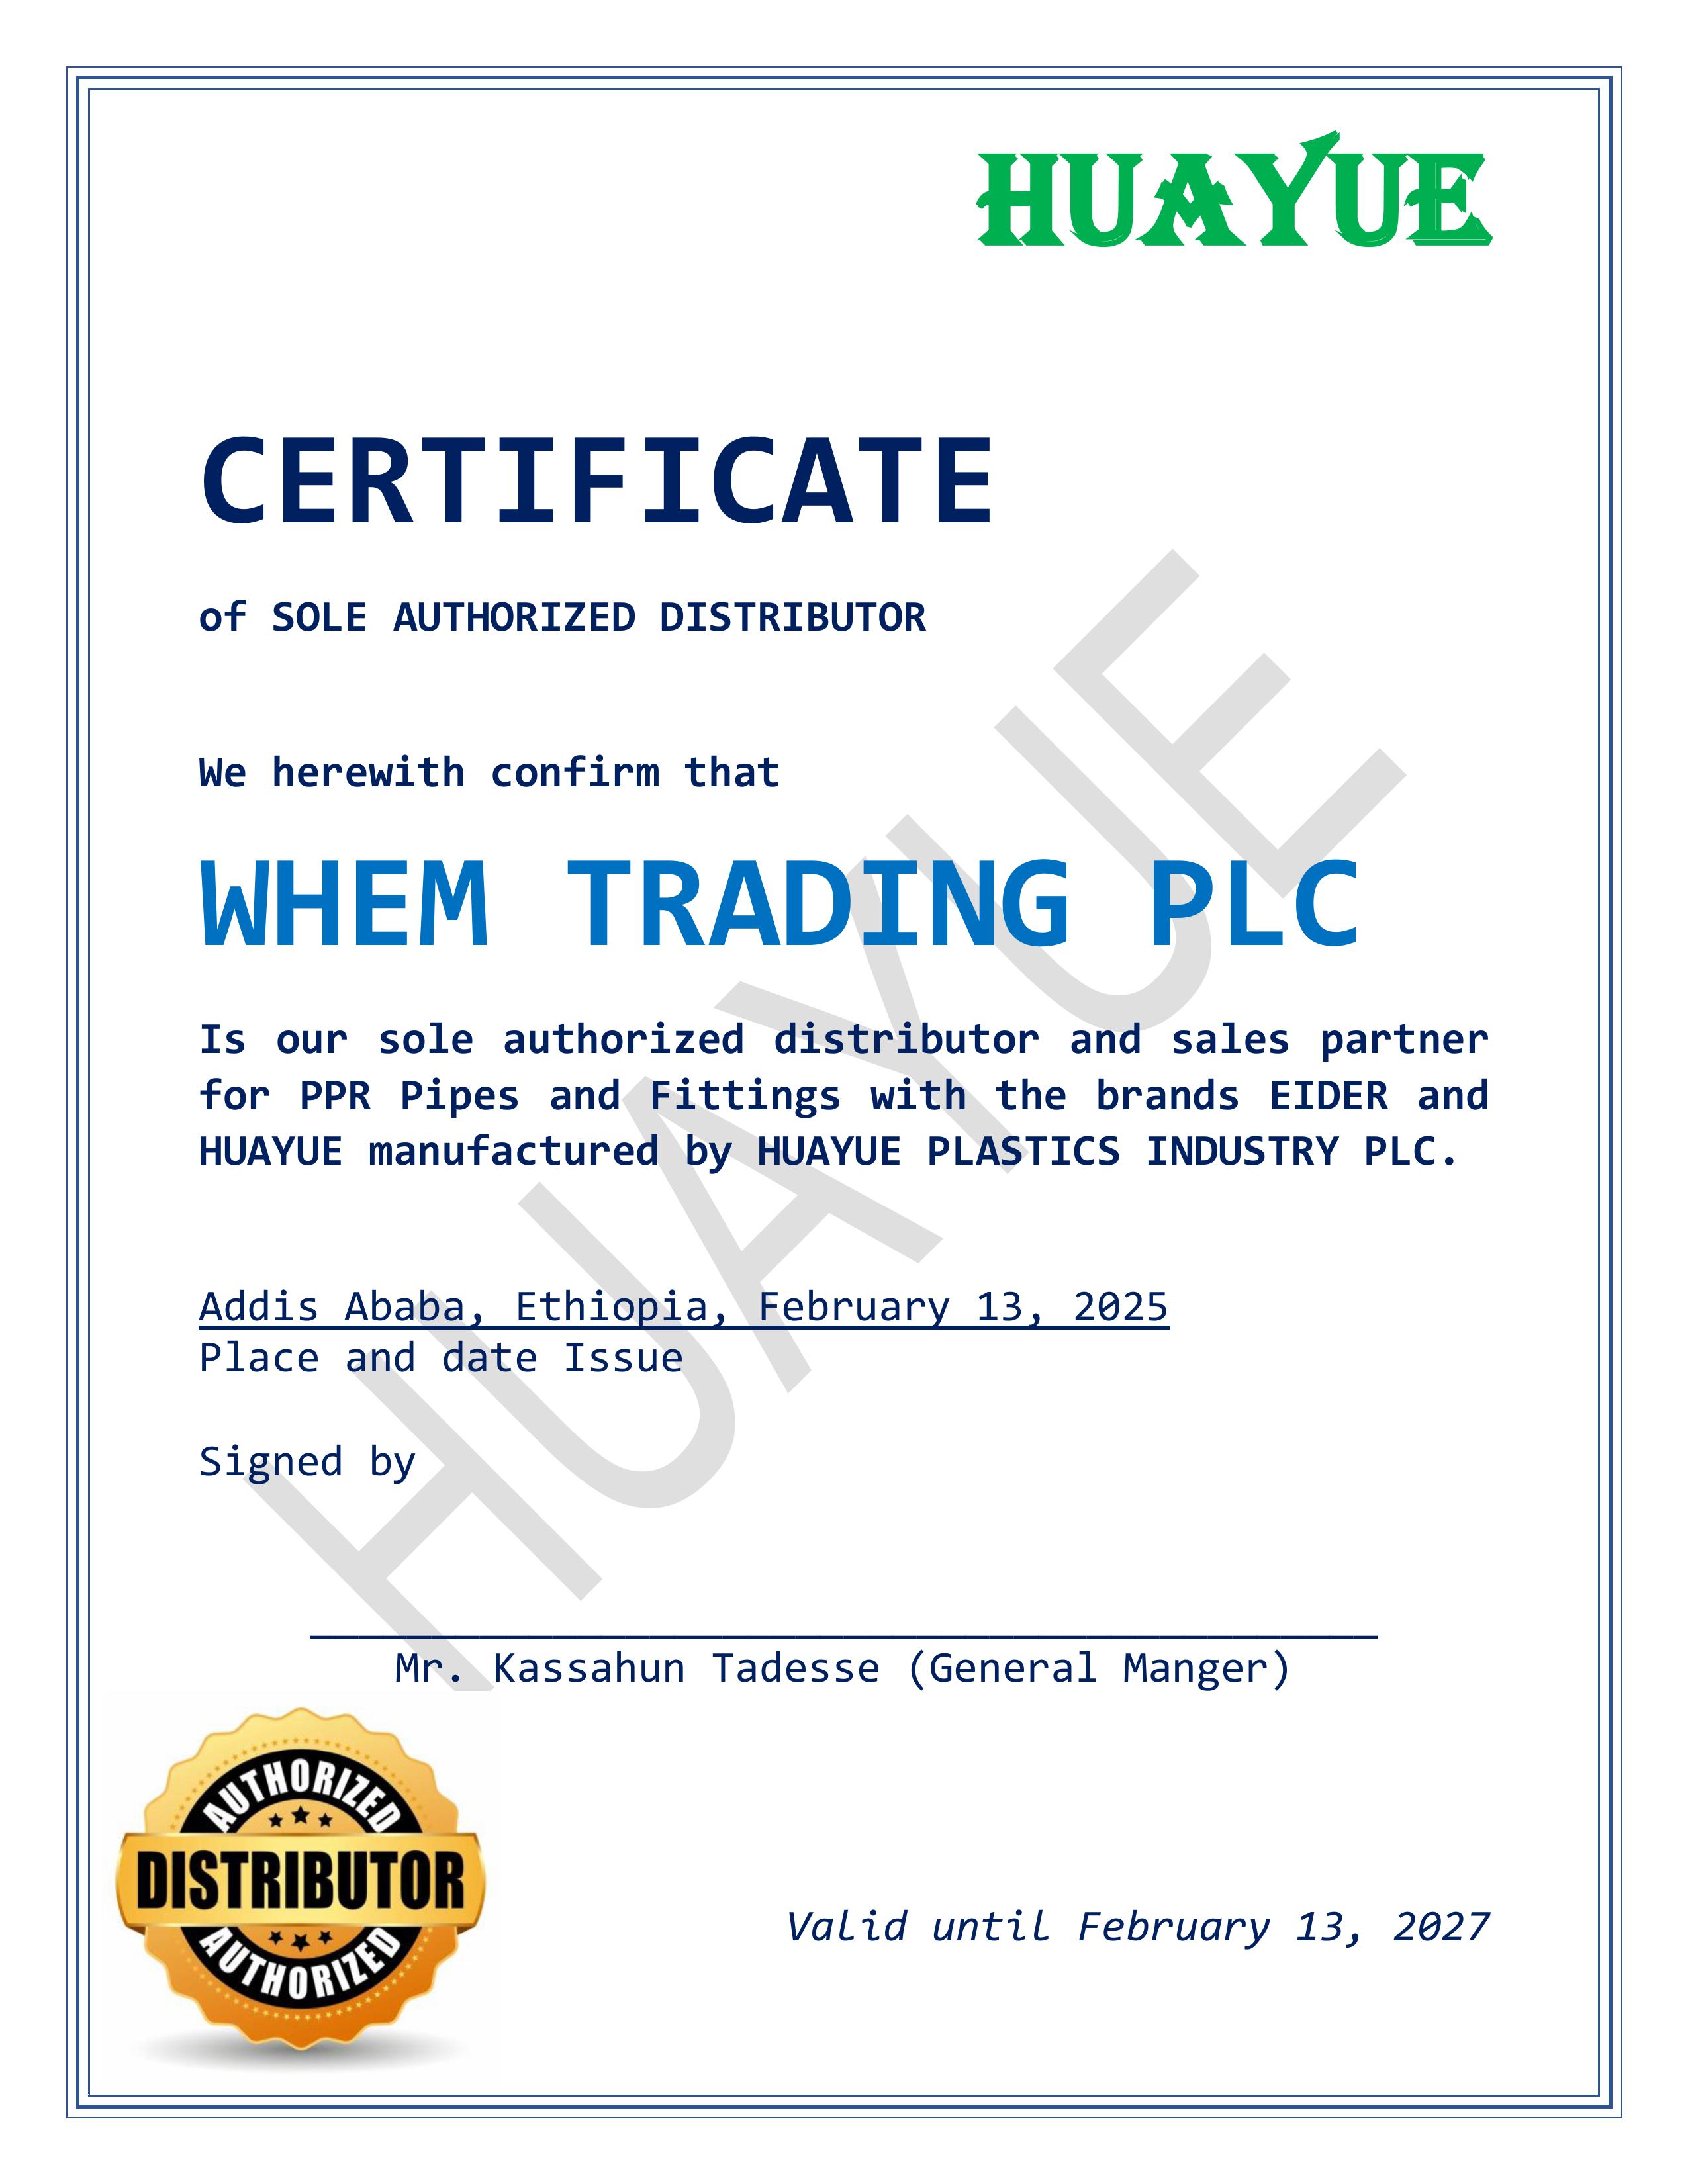 HUAYUE
CERTIFICATE
of SOLE AUTHORIZED DISTRIBUTOR
We herewith confirm that
WHEM TRADING PLC
Is our sole authorized distributor and sales partner
for PPR Pipes and Fittings with the brands EIDER and
HUAYUE manufactured by HUAYUE PLASTICS INDUSTRY PLC.
Addis Ababa, Ethiopia, February 13, 2025
Place and date Issue
Signed by
Mr. Kassahun Tadesse (General Manger)
AUTHORIZED
DISTRIBUTOR
AUTHORIZED
Valid until February 13, 2027
HUAYUE